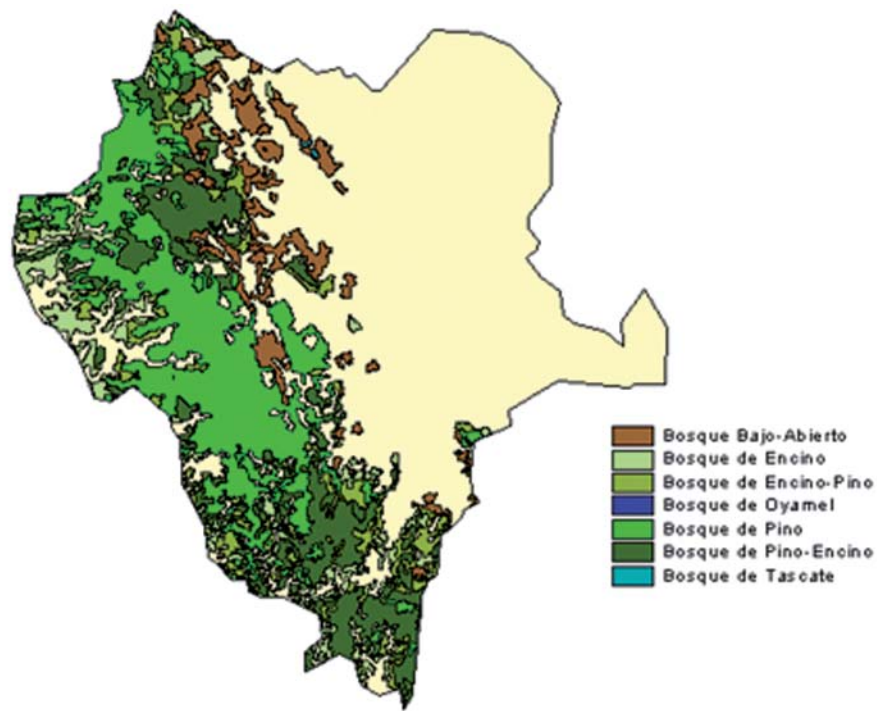 Bosque Bajo-Abierto
Bosque de Encino
Bosque de Encino-Pino
Bosque de Oyamel
Bosque de Pino
Bosque de Pino-Encino
Bosque de Tascate